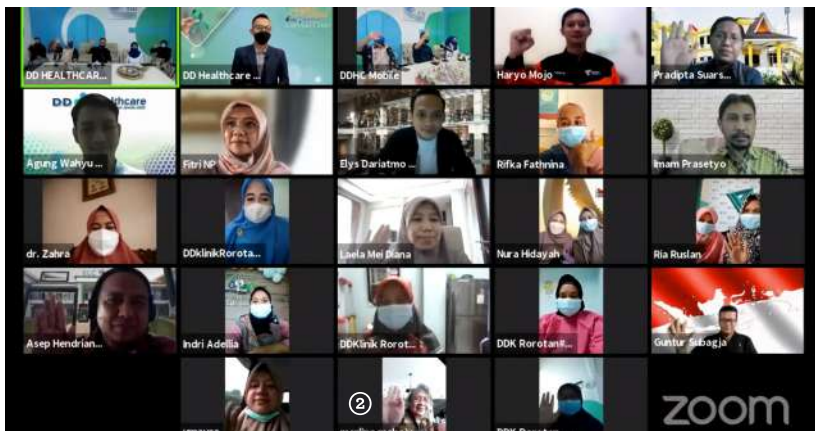 DD HEALTHCAR...
DD Healthcare ...
DDHC Mobile
Haryo Mojo
Pradipta Suars...
DD
Agung Wahyu ...
Fitri NP
Elys Dariatmo ...
Rifka Fathnina
Imam Prasetyo
dr. Zahra
DDklinikRorota...
Laela Mei Diana
Nura Hidayah
Ria Ruslan
Asep Hendrian...
Indri Adellia
DDKlinik Rorot...
DDK Rorotan#...
Guntur Subagja
②
DDK Rorotan
zoom